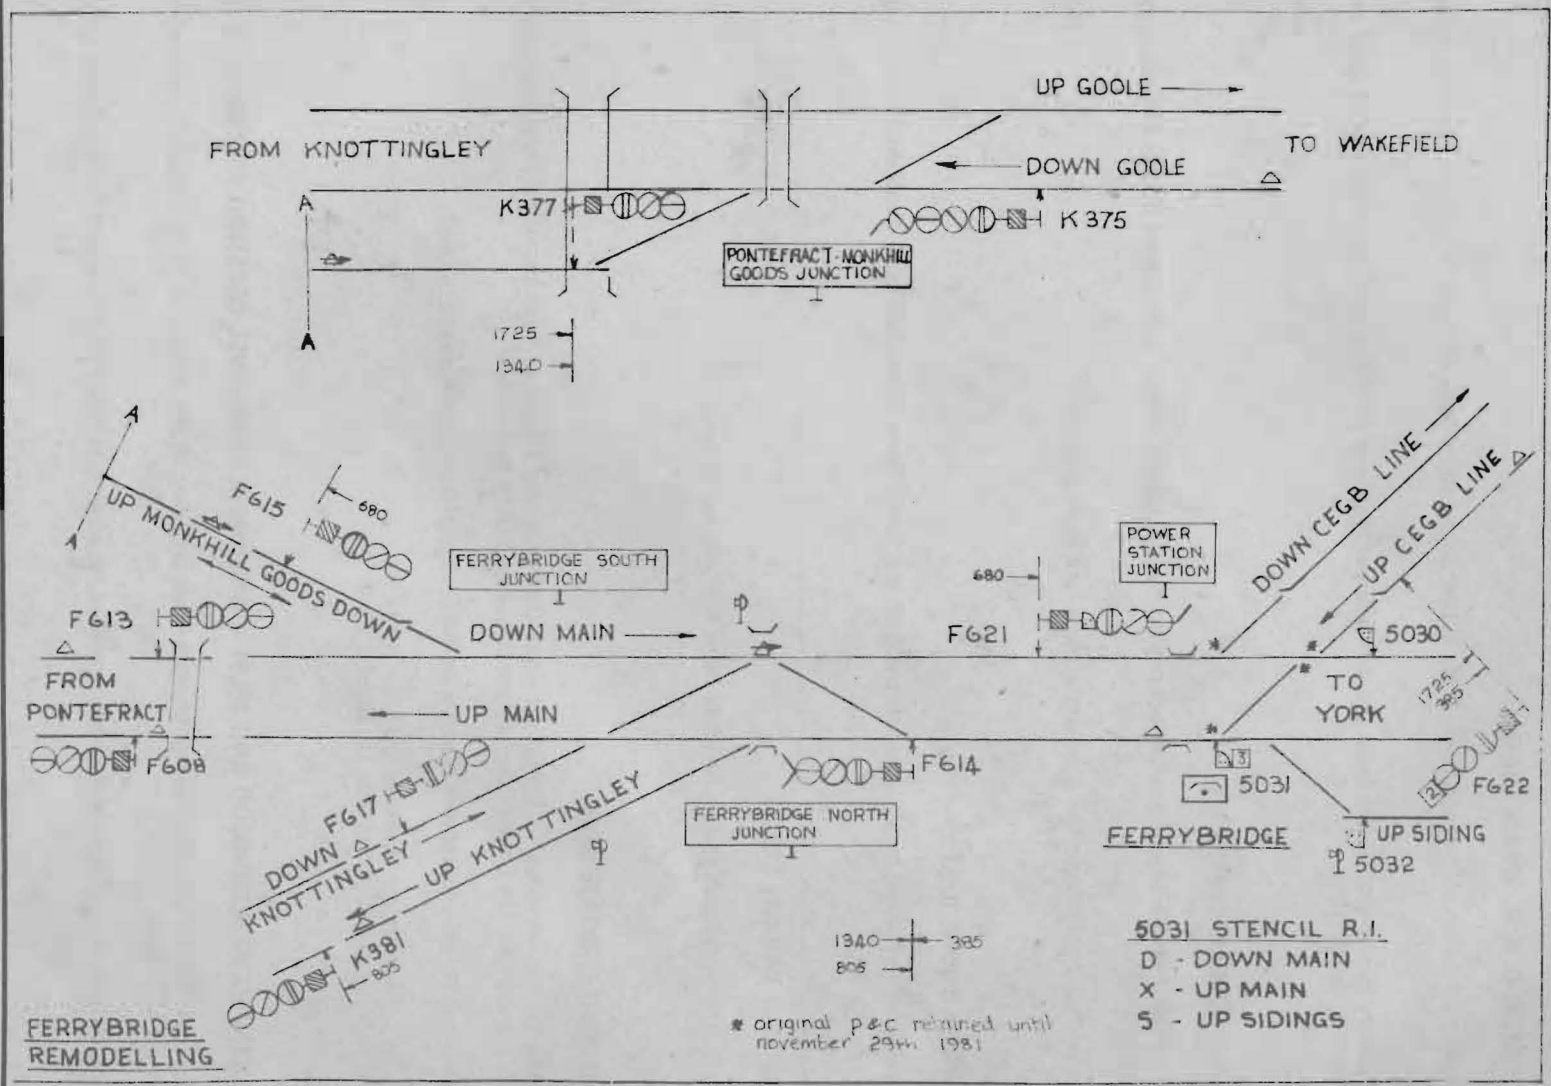 UP GOOLE
FROM KNOTTINGLEY
TO WAKEFIELD
DOWN GOOLE
A
K377
K375
PONTEFRACT-MONKHILL
GOODS JUNCTION
1725
1340
A
A
F615
680
UP MONKHILL GOODS DOWN
A
FERRYBRIDGE SOUTH
JUNCTION
POWER
STATION
JUNCTION
DOWN CEGB LINE
UP CEGB LINE
680
F613
DOWN MAIN
F621
5030
FROM
PONTEFRACT
TO
YORK
1725
385
UP MAIN
F608
F614
3
5031
2
F622
F617
DOWN
KNOTTINGLEY
UP KNOTTINGLEY
FERRYBRIDGE NORTH
JUNCTION
FERRYBRIDGE
UP SIDING
5032
K381
805
1340
385
805
5031 STENCIL R.I.
D - DOWN MAIN
X - UP MAIN
S - UP SIDINGS
* original p&c retained until
november 29th 1981
FERRYBRIDGE
REMODELLING